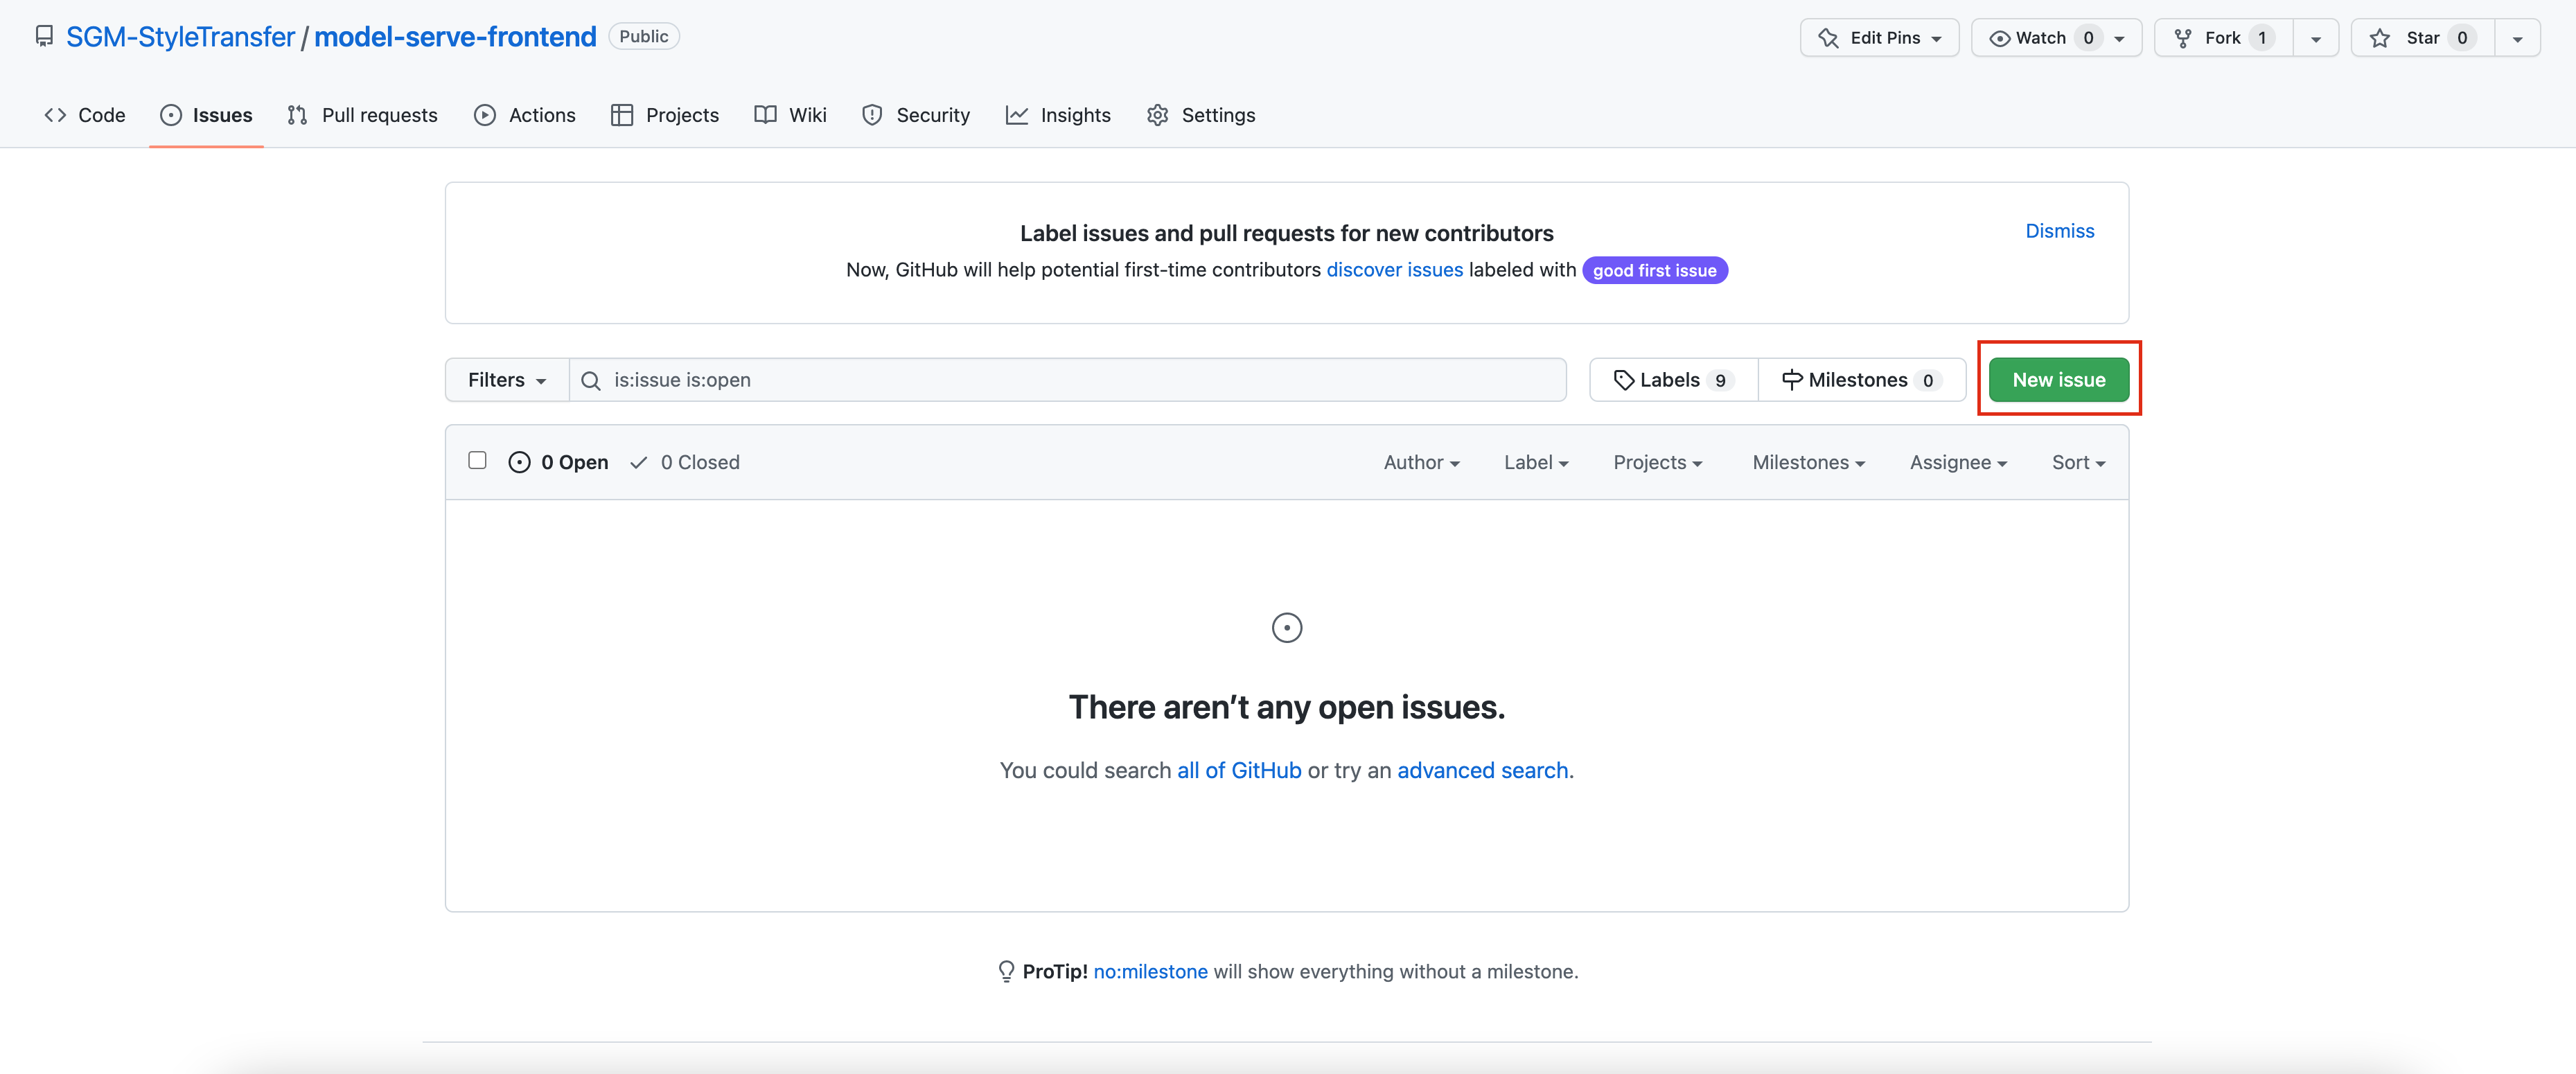 SGM-StyleTransfer / model-serve-frontend Public Edit Pins Watch 0 Fork 1 Star 0
Code Issues Pull requests Actions Projects Wiki Security Insights Settings
Label issues and pull requests for new contributors
Dismiss
Now, GitHub will help potential first-time contributors discover issues labeled with good first issue
Filters is:issue is:open Labels 9 Milestones 0 New issue
0 Open 0 Closed Author Label Projects Milestones Assignee Sort
There aren’t any open issues.
You could search all of GitHub or try an advanced search.
ProTip! no:milestone will show everything without a milestone.